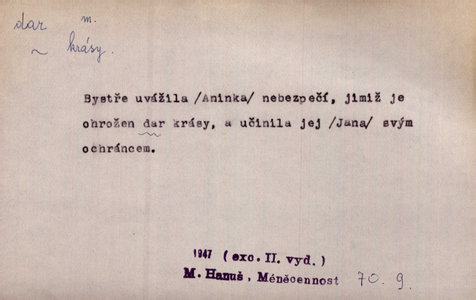 dar m.
~ krásy.
Bystře uvážila /Aninka/ nebezpečí, jimiž je
ohrožen dar krásy, a učinila jej /Jana/ svým
ochráncem.
1947 ( exc. II. vyd. )
M. Hanuš, Méněcennost 70. 9.